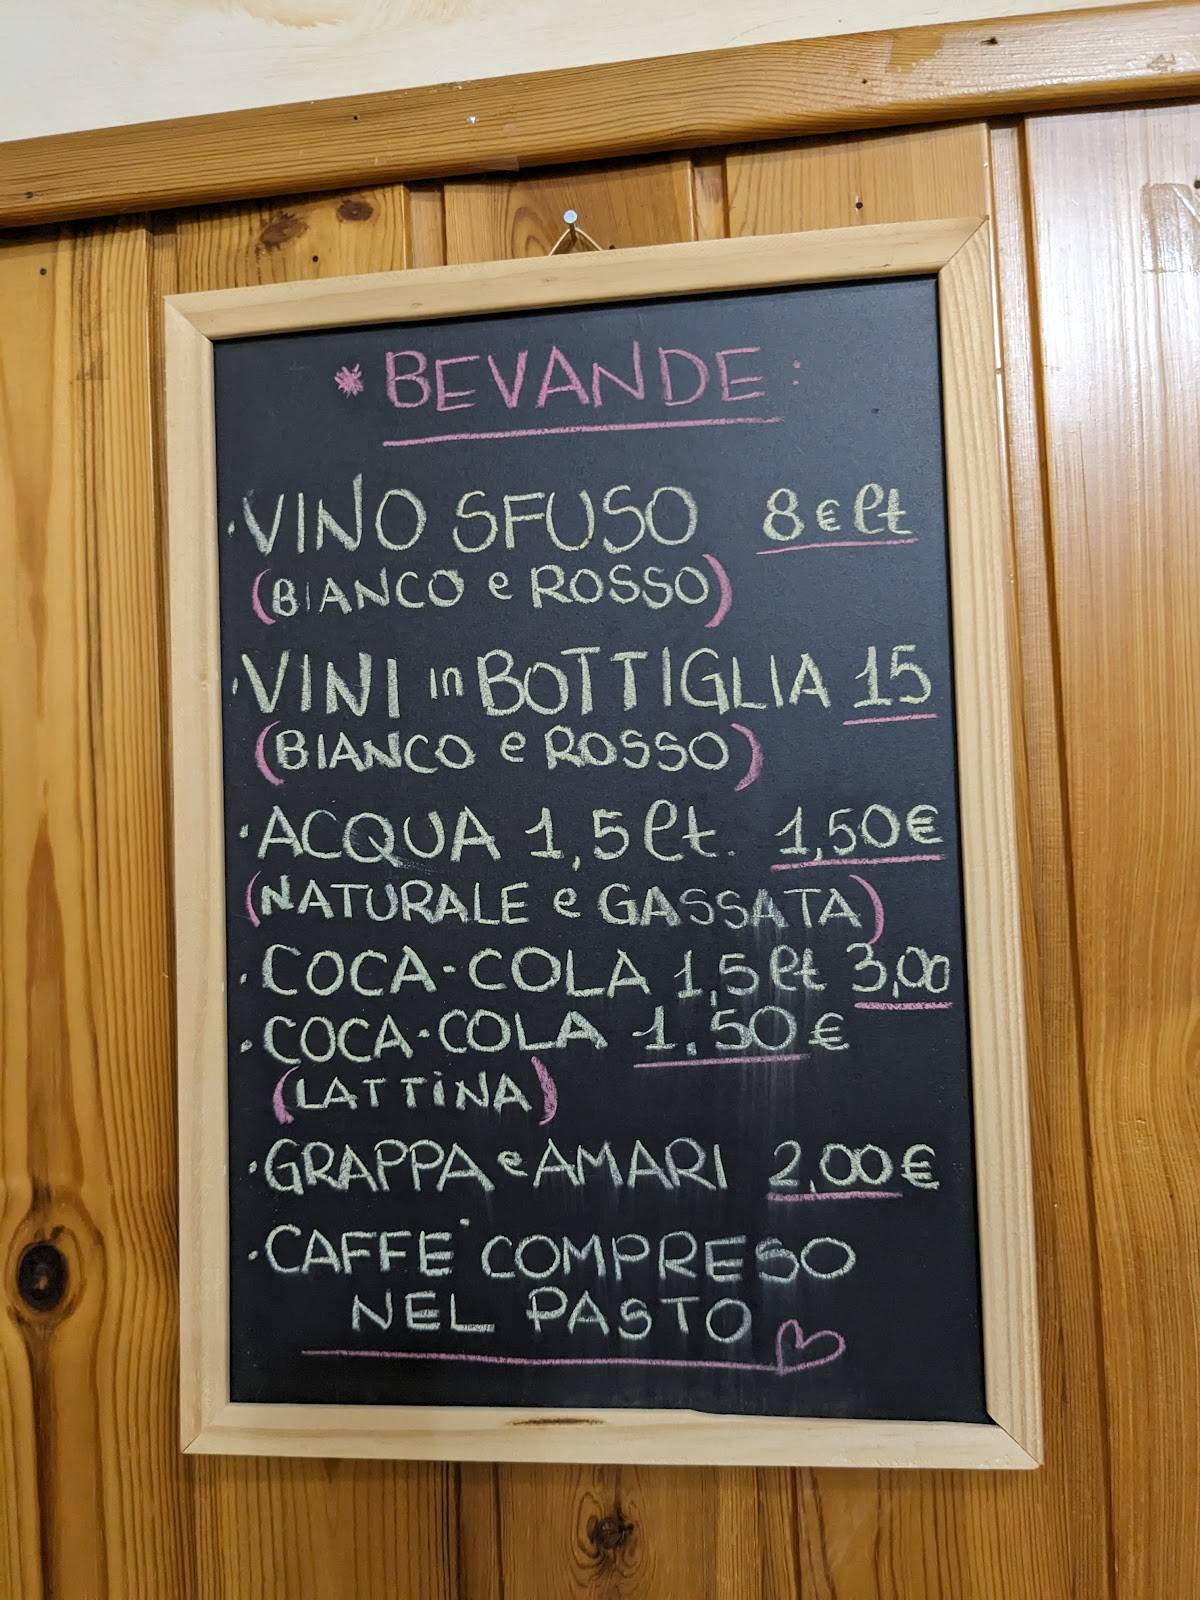 * BEVANDE:
· VINO SFUSO 8€ lt
(BIANCO e ROSSO)
· VINI in BOTTIGLIA 15
(BIANCO e ROSSO)
· ACQUA 1,5 lt. 1,50€
(NATURALE e GASSATA)
· COCA-COLA 1,5 lt 3,00
· COCA-COLA 1.50€
(LATTINA)
· GRAPPA e AMARI 2,00€
· CAFFE' COMPRESO
NEL PASTO